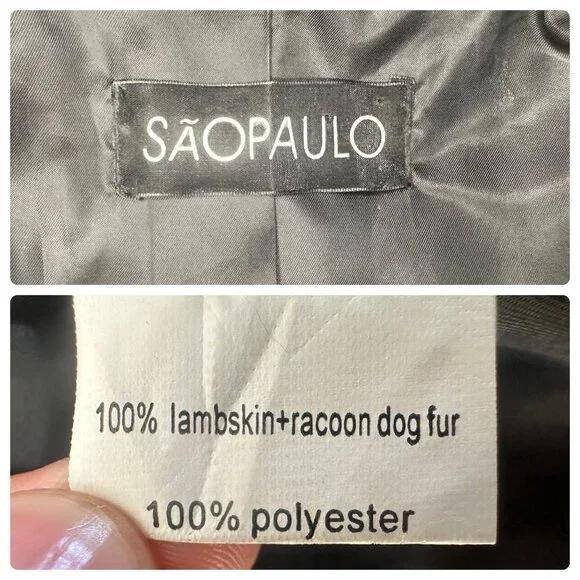 SÃOPAULO
100% lambskin+racoon dog fur
100% polyester